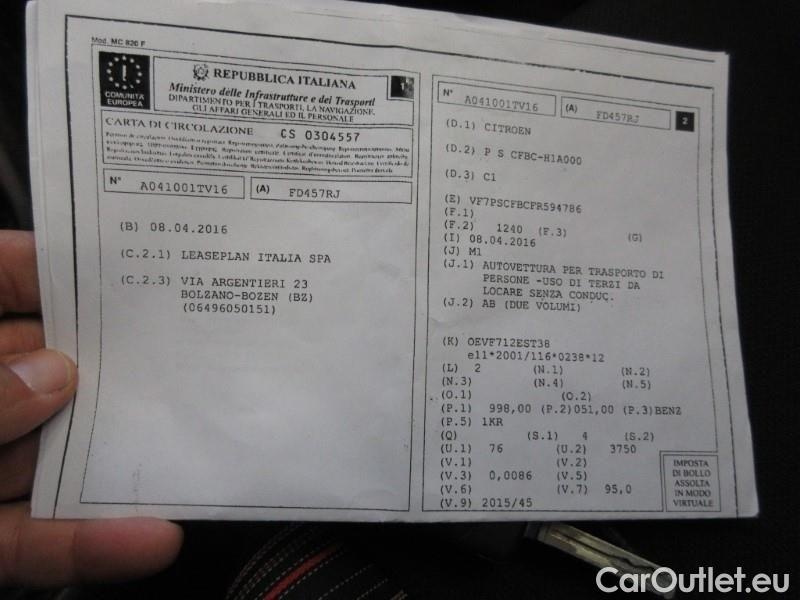 Mod. MC 820 F
COMUNITÀ
EUROPEA
REPUBBLICA ITALIANA
Ministero delle Infrastrutture e dei Trasporti
DIPARTIMENTO PER I TRASPORTI, LA NAVIGAZIONE,
GLI AFFARI GENERALI ED IL PERSONALE
1
CARTA DI CIRCOLAZIONE CS 0304557
N° A041001TV16 (A) FD457RJ
(B) 08.04.2016
(C.2.1) LEASEPLAN ITALIA SPA
(C.2.3) VIA ARGENTIERI 23
BOLZANO-BOZEN (BZ)
(06496050151)
N° A041001TV16 (A) FD457RJ 2
(D.1) CITROEN
(D.2) P S CFBC-H1A000
(D.3) C1
(E) VF7PSCFBCFR594786
(F.1)
(F.2) 1240 (F.3) (G)
(I) 08.04.2016
(J) M1
(J.1) AUTOVETTURA PER TRASPORTO DI
PERSONE -USO DI TERZI DA
LOCARE SENZA CONDUC.
(J.2) AB (DUE VOLUMI)
(K) OEVF712EST38
e11*2001/116*0238*12
(L) 2 (N.1) (N.2)
(N.3) (N.4) (N.5)
(O.1) (O.2)
(P.1) 998,00 (P.2)051,00 (P.3)BENZ
(P.5) 1KR
(Q) (S.1) 4 (S.2)
(U.1) 76 (U.2) 3750
(V.1) (V.2)
(V.3) 0,0086 (V.5)
(V.6) (V.7) 95,0
(V.9) 2015/45
IMPOSTA
DI BOLLO
ASSOLTA
IN MODO
VIRTUALE
CarOutlet.eu